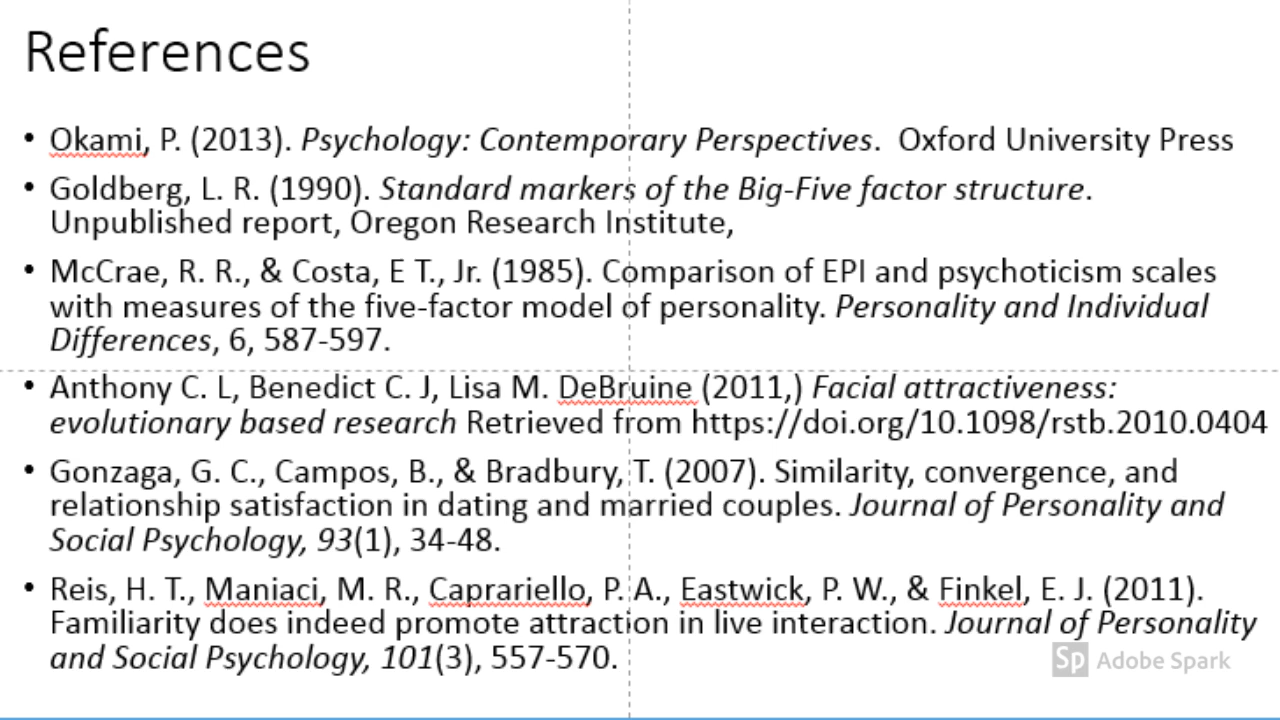 References
• Okami, P. (2013). Psychology: Contemporary Perspectives. Oxford University Press
• Goldberg, L. R. (1990). Standard markers of the Big-Five factor structure.
Unpublished report, Oregon Research Institute,
• McCrae, R. R., & Costa, E T., Jr. (1985). Comparison of EPI and psychoticism scales
with measures of the five-factor model of personality. Personality and Individual
Differences, 6, 587-597.
• Anthony C. L, Benedict C. J, Lisa M. DeBruine (2011,) Facial attractiveness:
evolutionary based research Retrieved from https://doi.org/10.1098/rstb.2010.0404
• Gonzaga, G. C., Campos, B., & Bradbury, T. (2007). Similarity, convergence, and
relationship satisfaction in dating and married couples. Journal of Personality and
Social Psychology, 93(1), 34-48.
• Reis, H. T., Maniaci, M. R., Caprariello, P. A., Eastwick, P. W., & Finkel, E. J. (2011).
Familiarity does indeed promote attraction in live interaction. Journal of Personality
and Social Psychology, 101(3), 557-570.
Sp Adobe Spark